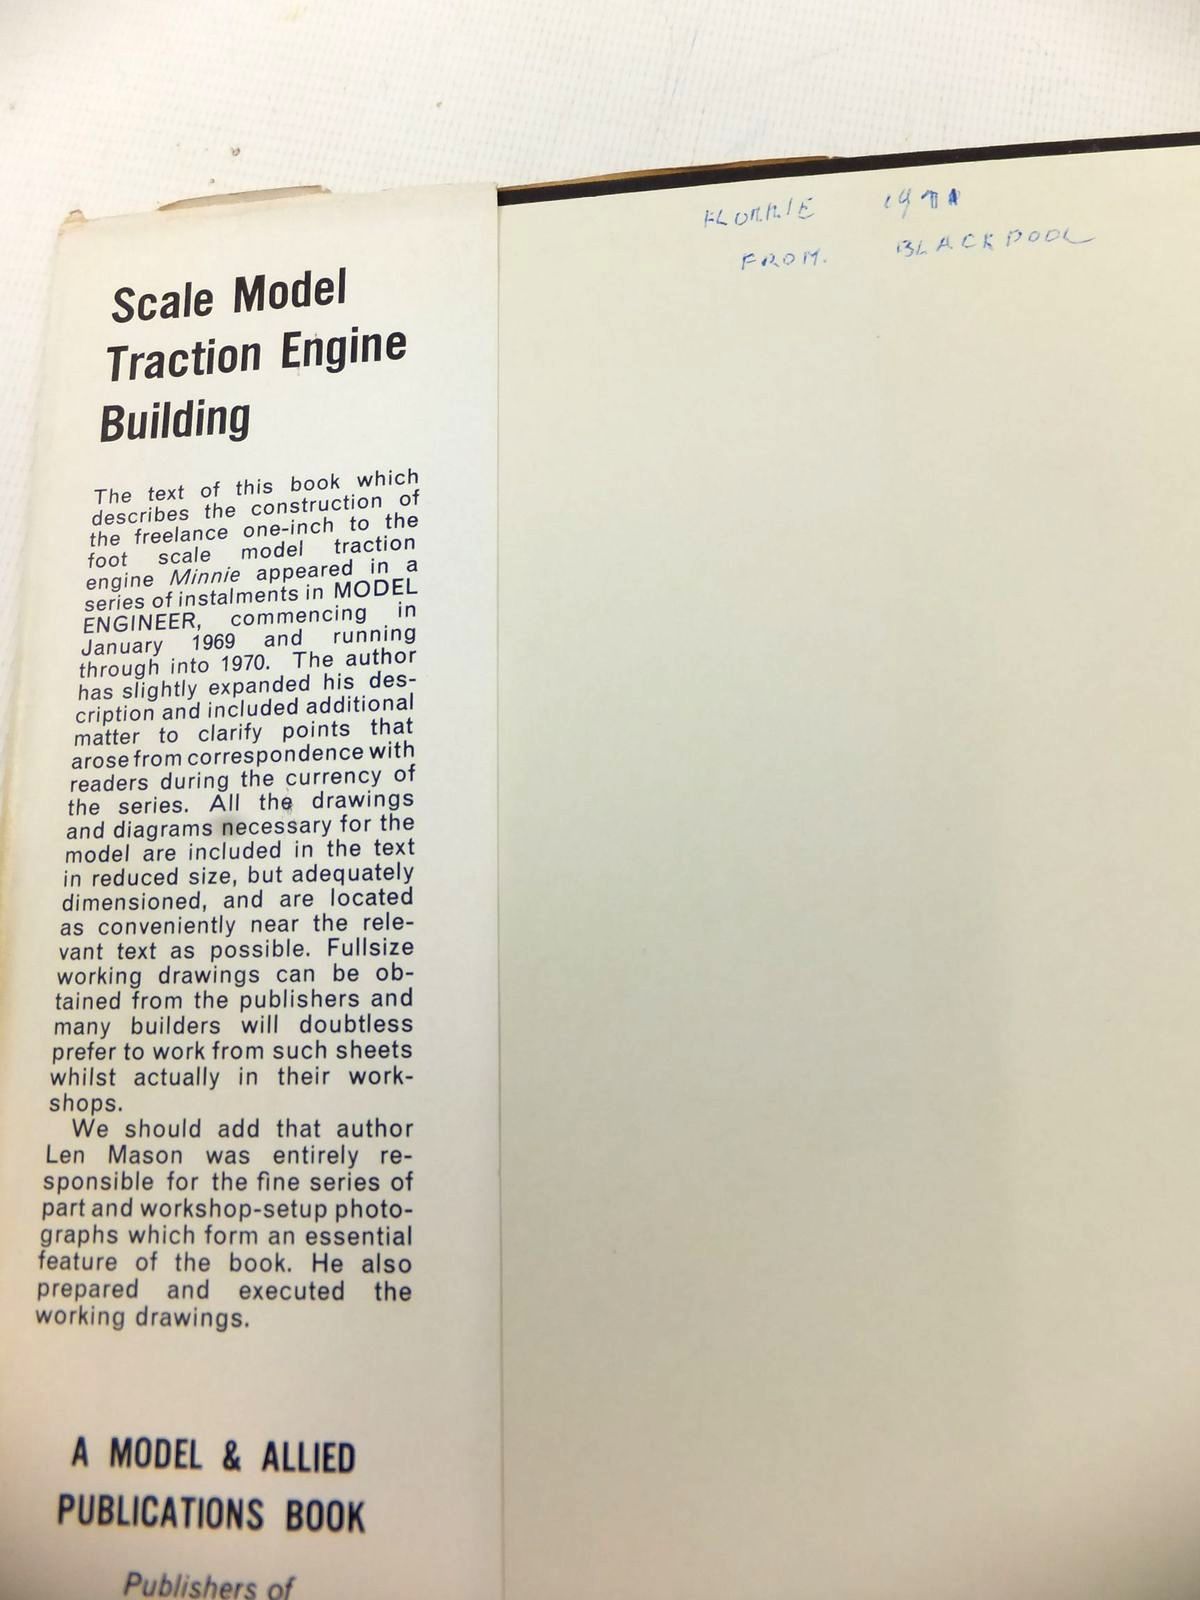 Scale Model
Traction Engine
Building
The text of this book which
describes the construction of
the freelance one-inch to the
foot scale model traction
engine Minnie appeared in a
series of instalments in MODEL
ENGINEER, commencing in
January 1969 and running
through into 1970. The author
has slightly expanded his des-
cription and included additional
matter to clarify points that
arose from correspondence with
readers during the currency of
the series. All the drawings
and diagrams necessary for the
model are included in the text
in reduced size, but adequately
dimensioned, and are located
as conveniently near the rele-
vant text as possible. Fullsize
working drawings can be ob-
tained from the publishers and
many builders will doubtless
prefer to work from such sheets
whilst actually in their work-
shops.
We should add that author
Len Mason was entirely re-
sponsible for the fine series of
part and workshop-setup photo-
graphs which form an essential
feature of the book. He also
prepared and executed the
working drawings.
A MODEL & ALLIED
PUBLICATIONS BOOK
Publishers of
FLORRIE
FROM. BLACKPOOL